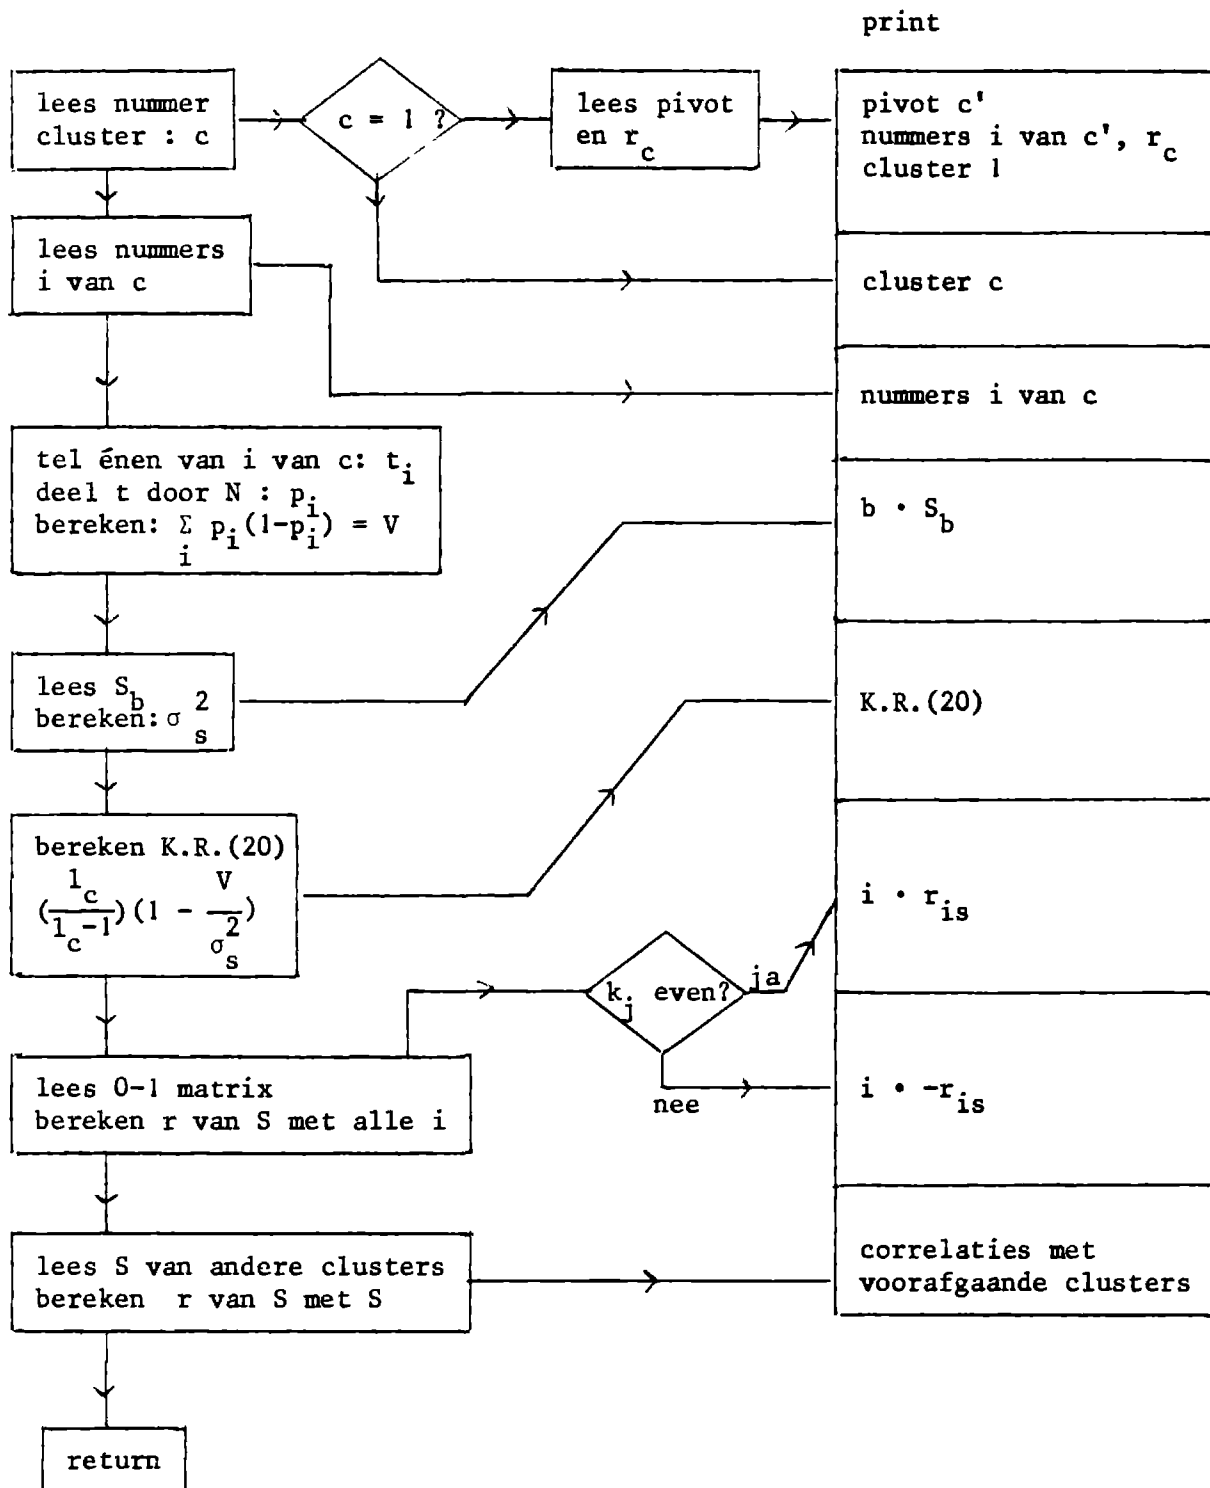 print
lees nummer
cluster : c
c = 1 ?
lees pivot
en r_c
pivot c'
nummers i van c', r_c
cluster 1
lees nummers
i van c
cluster c
nummers i van c
tel énen van i van c: t_i
deel t door N : p_i
bereken: Σ_i p_i(1-p_i) = V
b · S_b
lees S_b
bereken: σ_s^2
K.R.(20)
bereken K.R.(20)
(l_c / l_c-1)(1 - V / σ_s^2)
i · r_is
k_j even?
ja
nee
lees 0-1 matrix
bereken r van S met alle i
i · -r_is
lees S van andere clusters
bereken r van S met S
correlaties met
voorafgaande clusters
return